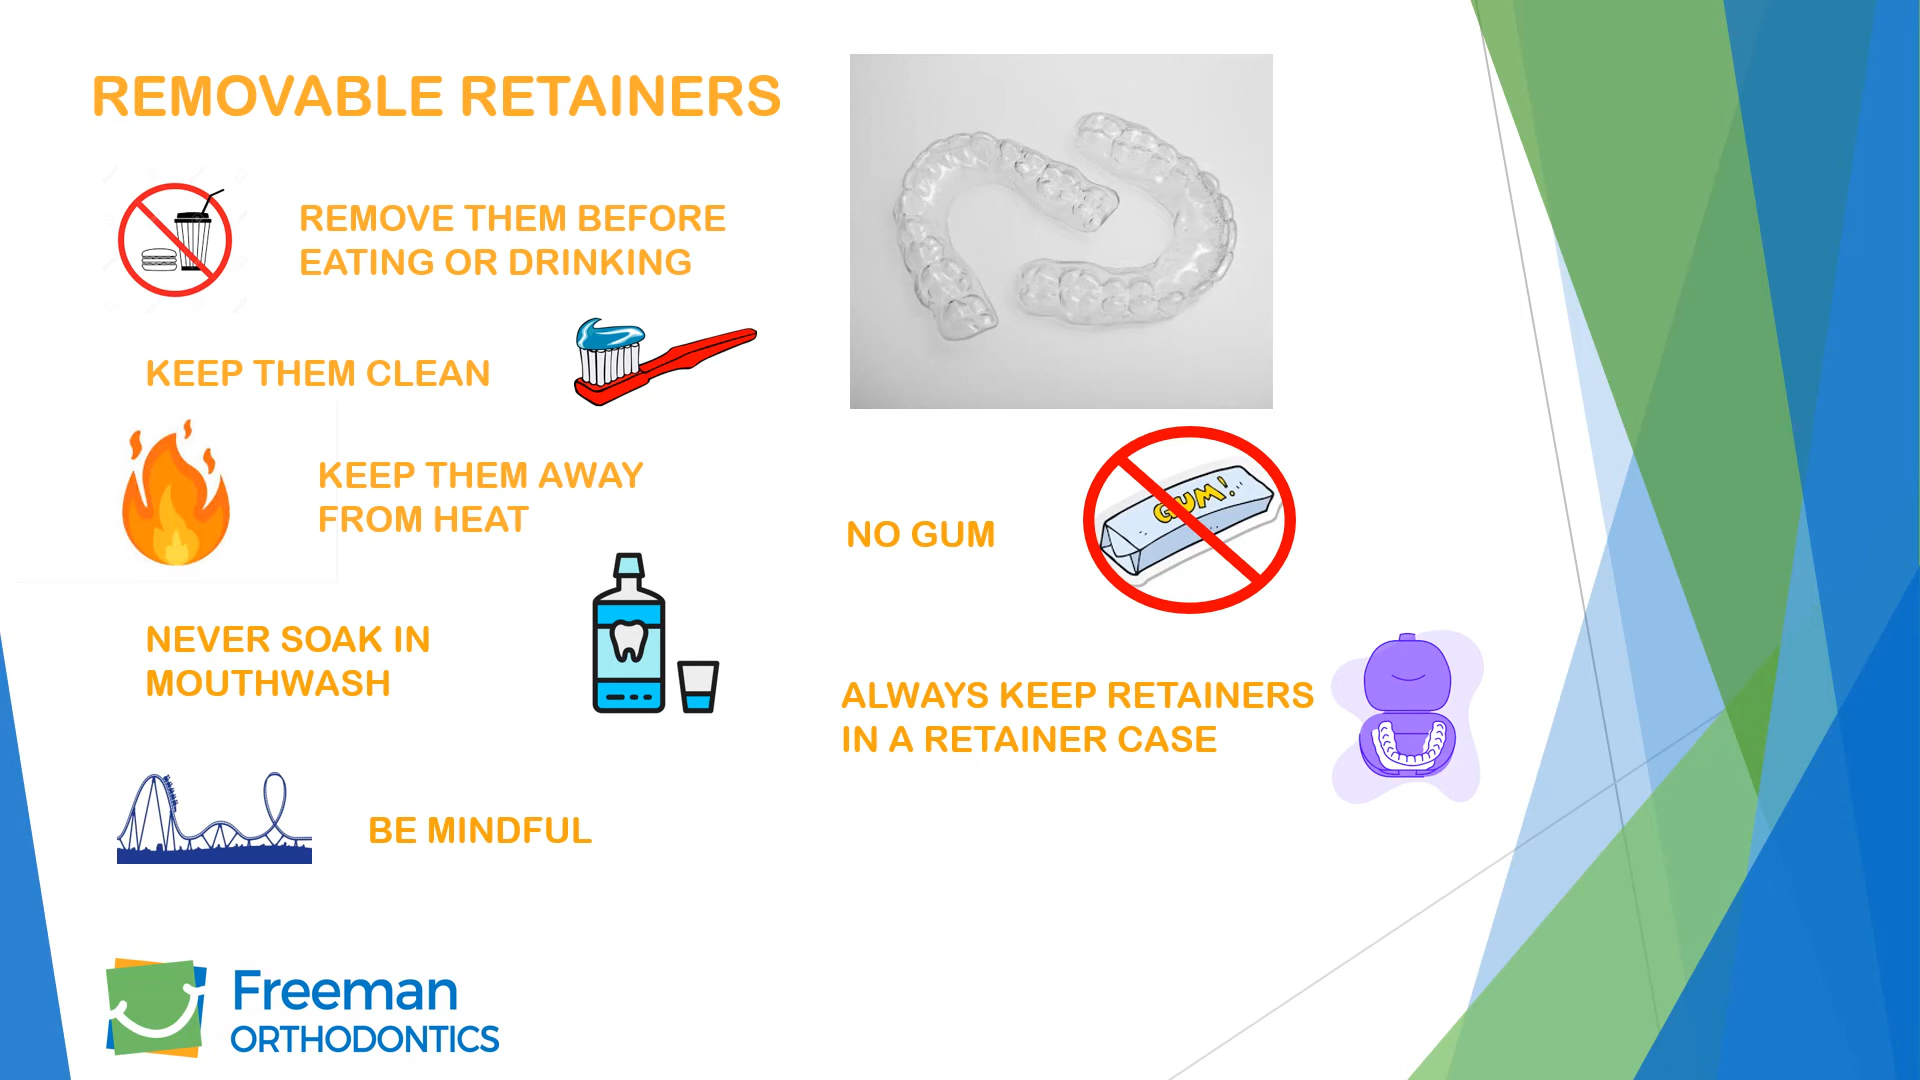 REMOVABLE RETAINERS
REMOVE THEM BEFORE
EATING OR DRINKING
KEEP THEM CLEAN
KEEP THEM AWAY
FROM HEAT
NEVER SOAK IN
MOUTHWASH
BE MINDFUL
NO GUM
GUM!
ALWAYS KEEP RETAINERS
IN A RETAINER CASE
Freeman
ORTHODONTICS